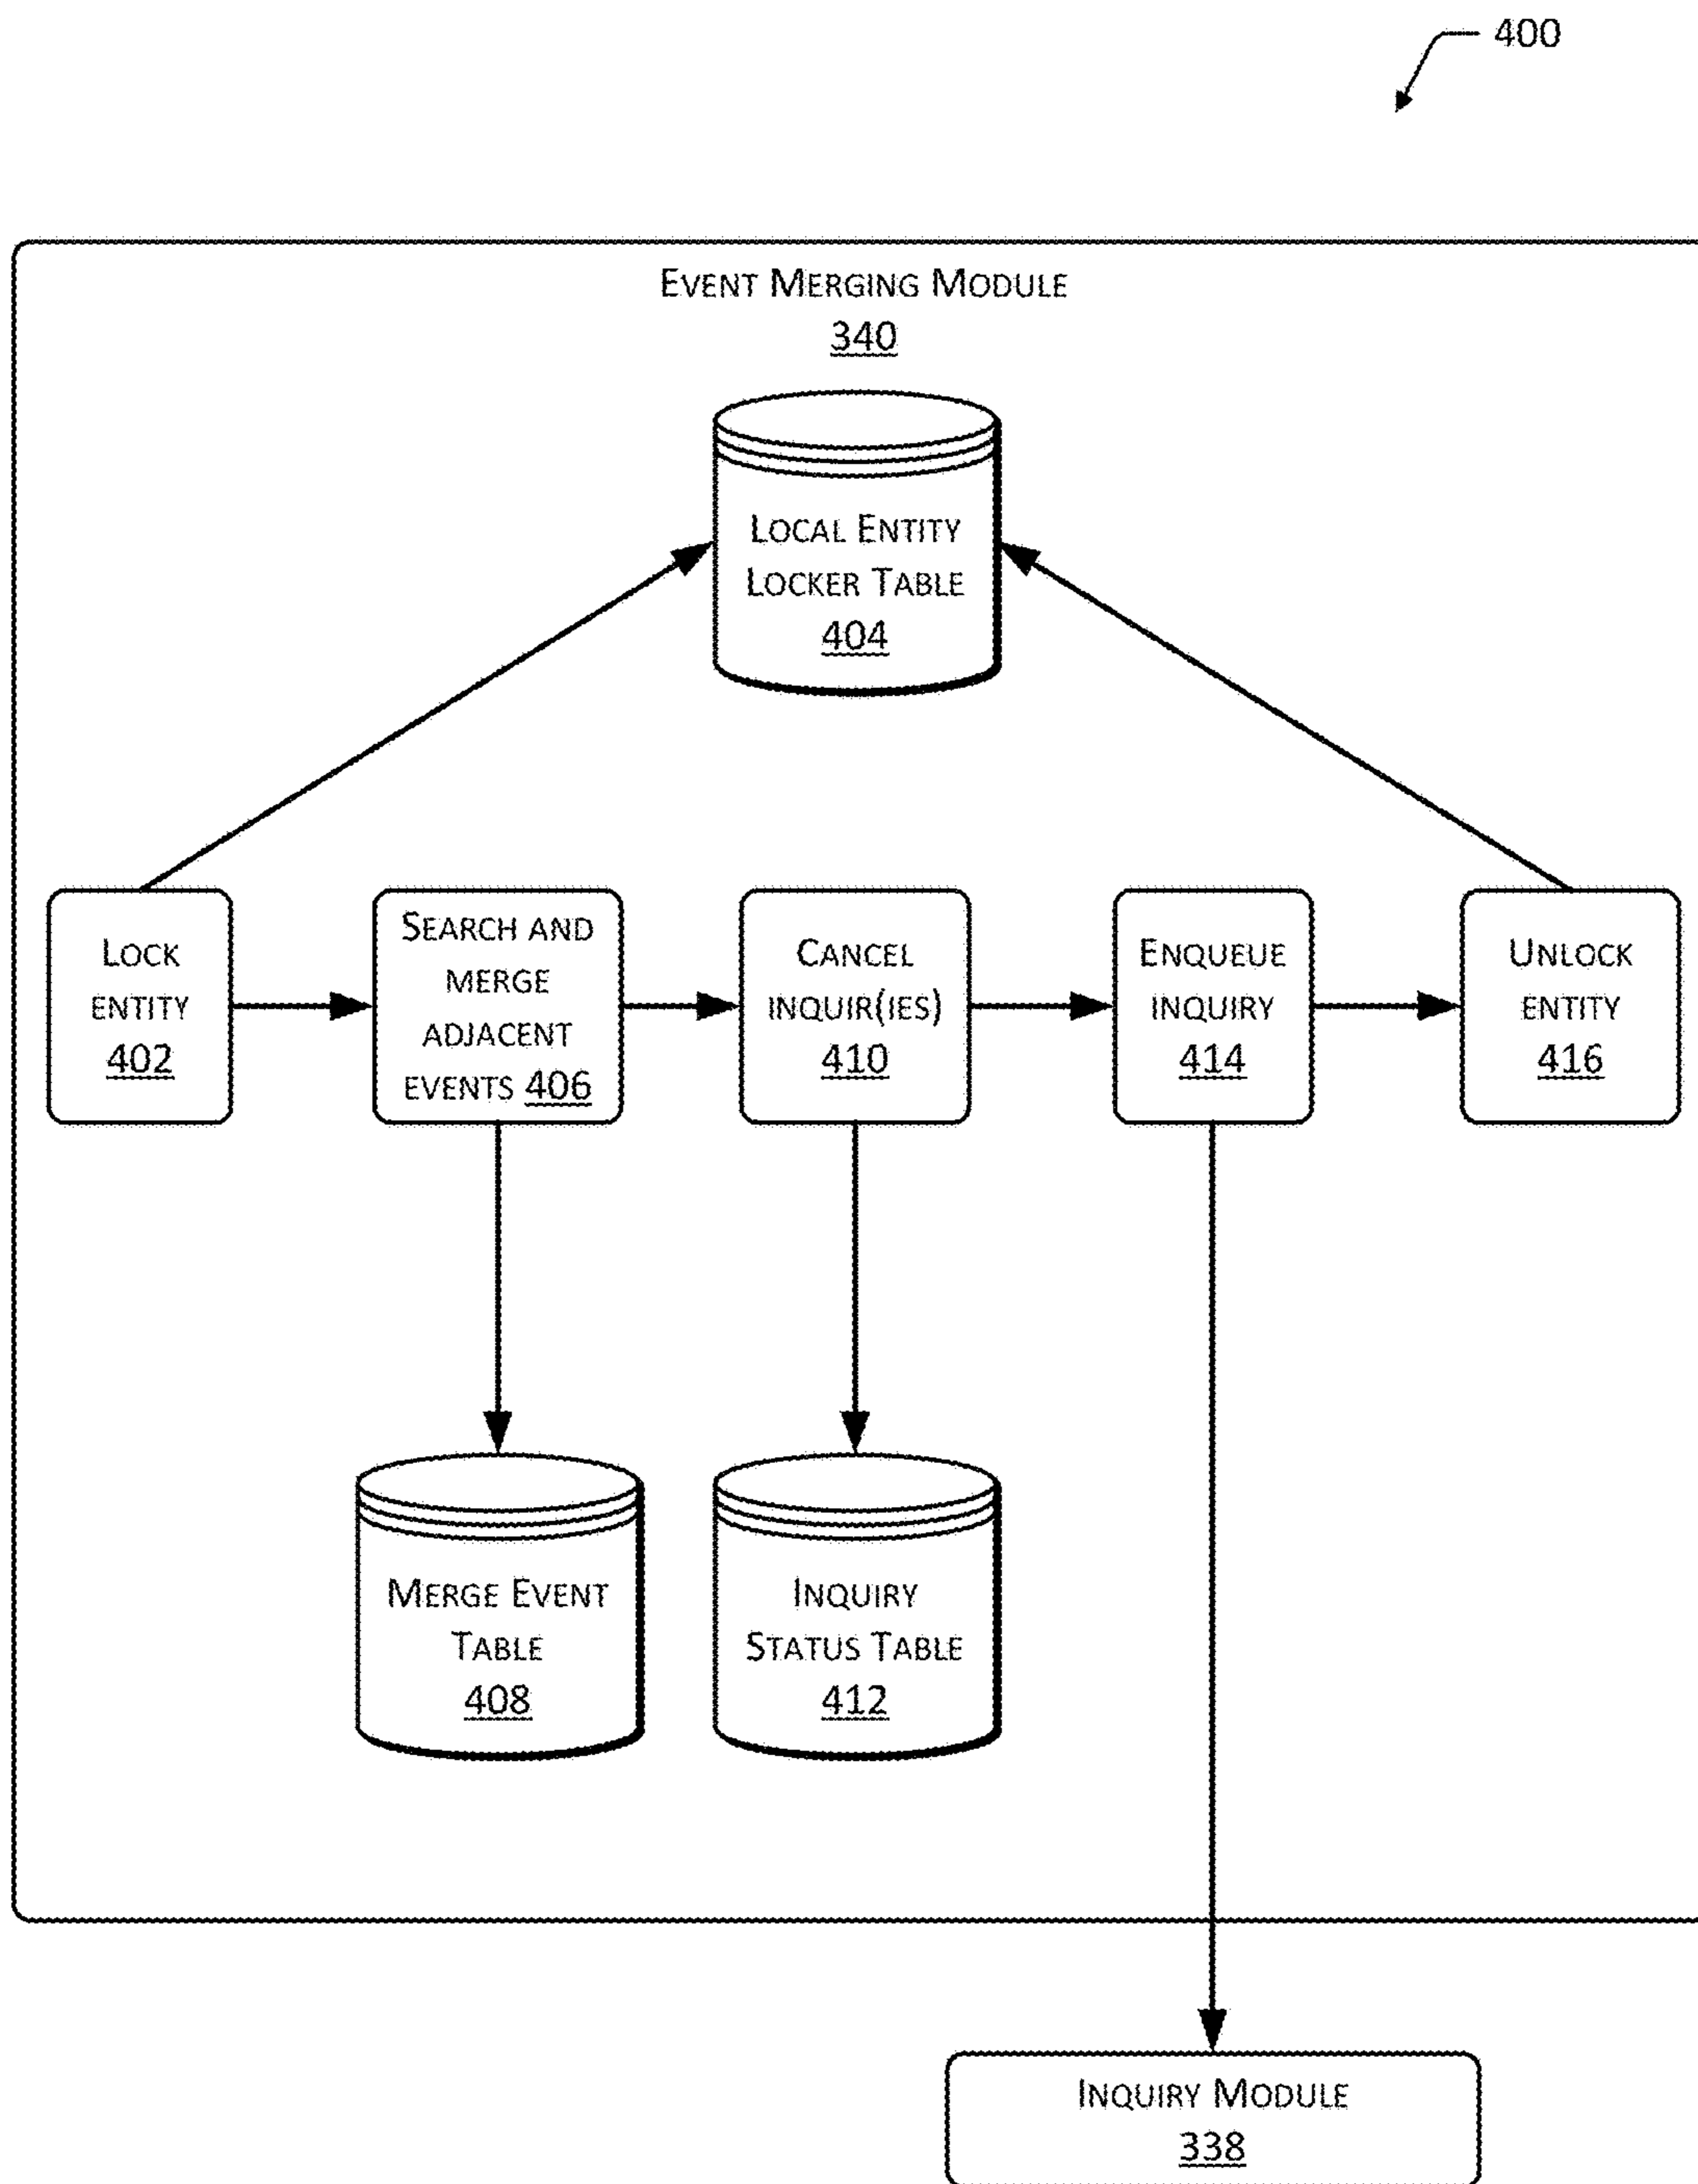 400
EVENT MERGING MODULE
340
LOCAL ENTITY
LOCKER TABLE
404
LOCK
ENTITY
402
SEARCH AND
MERGE
ADJACENT
EVENTS 406
CANCEL
INQUIR(IES)
410
ENQUEUE
INQUIRY
414
UNLOCK
ENTITY
416
MERGE EVENT
TABLE
408
INQUIRY
STATUS TABLE
412
INQUIRY MODULE
338